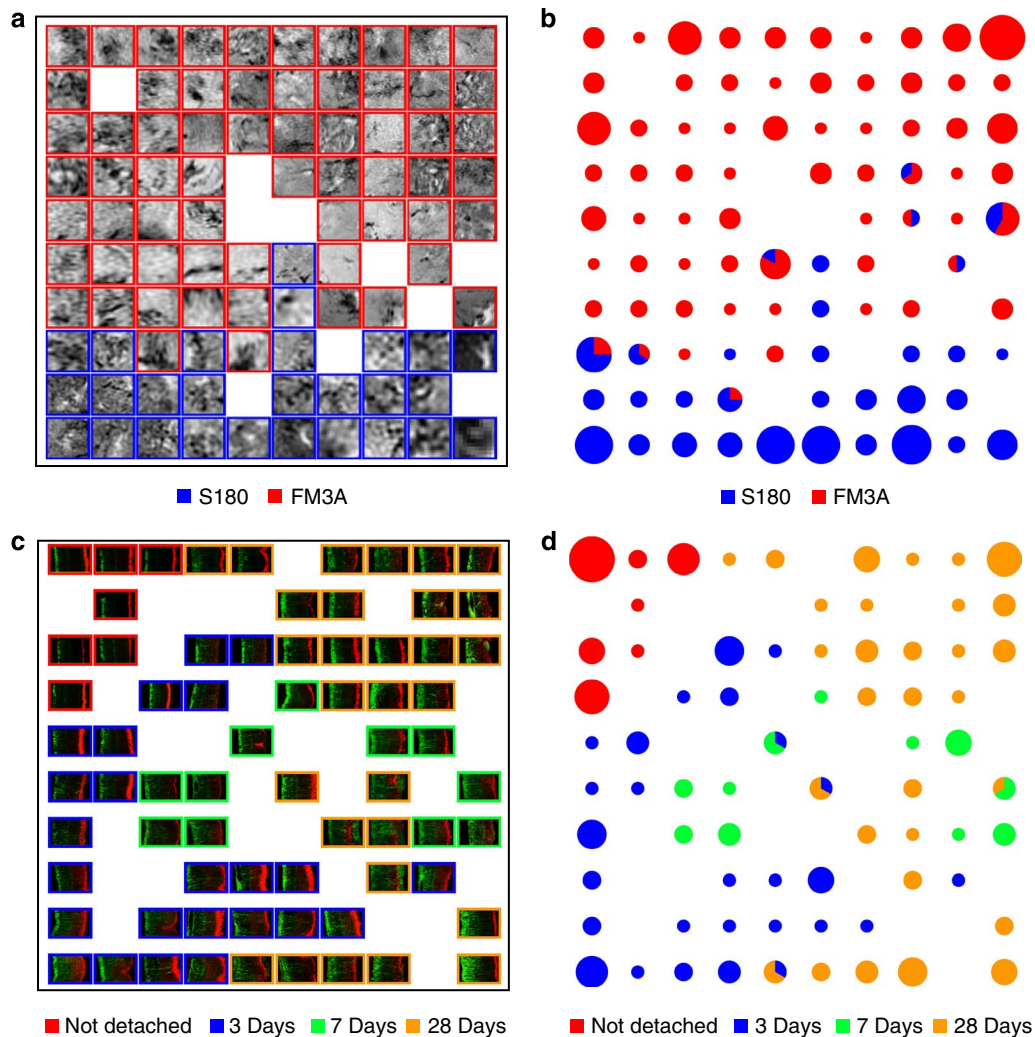 a
b
S180 FM3A
S180 FM3A
c
d
Not detached 3 Days 7 Days 28 Days
Not detached 3 Days 7 Days 28 Days